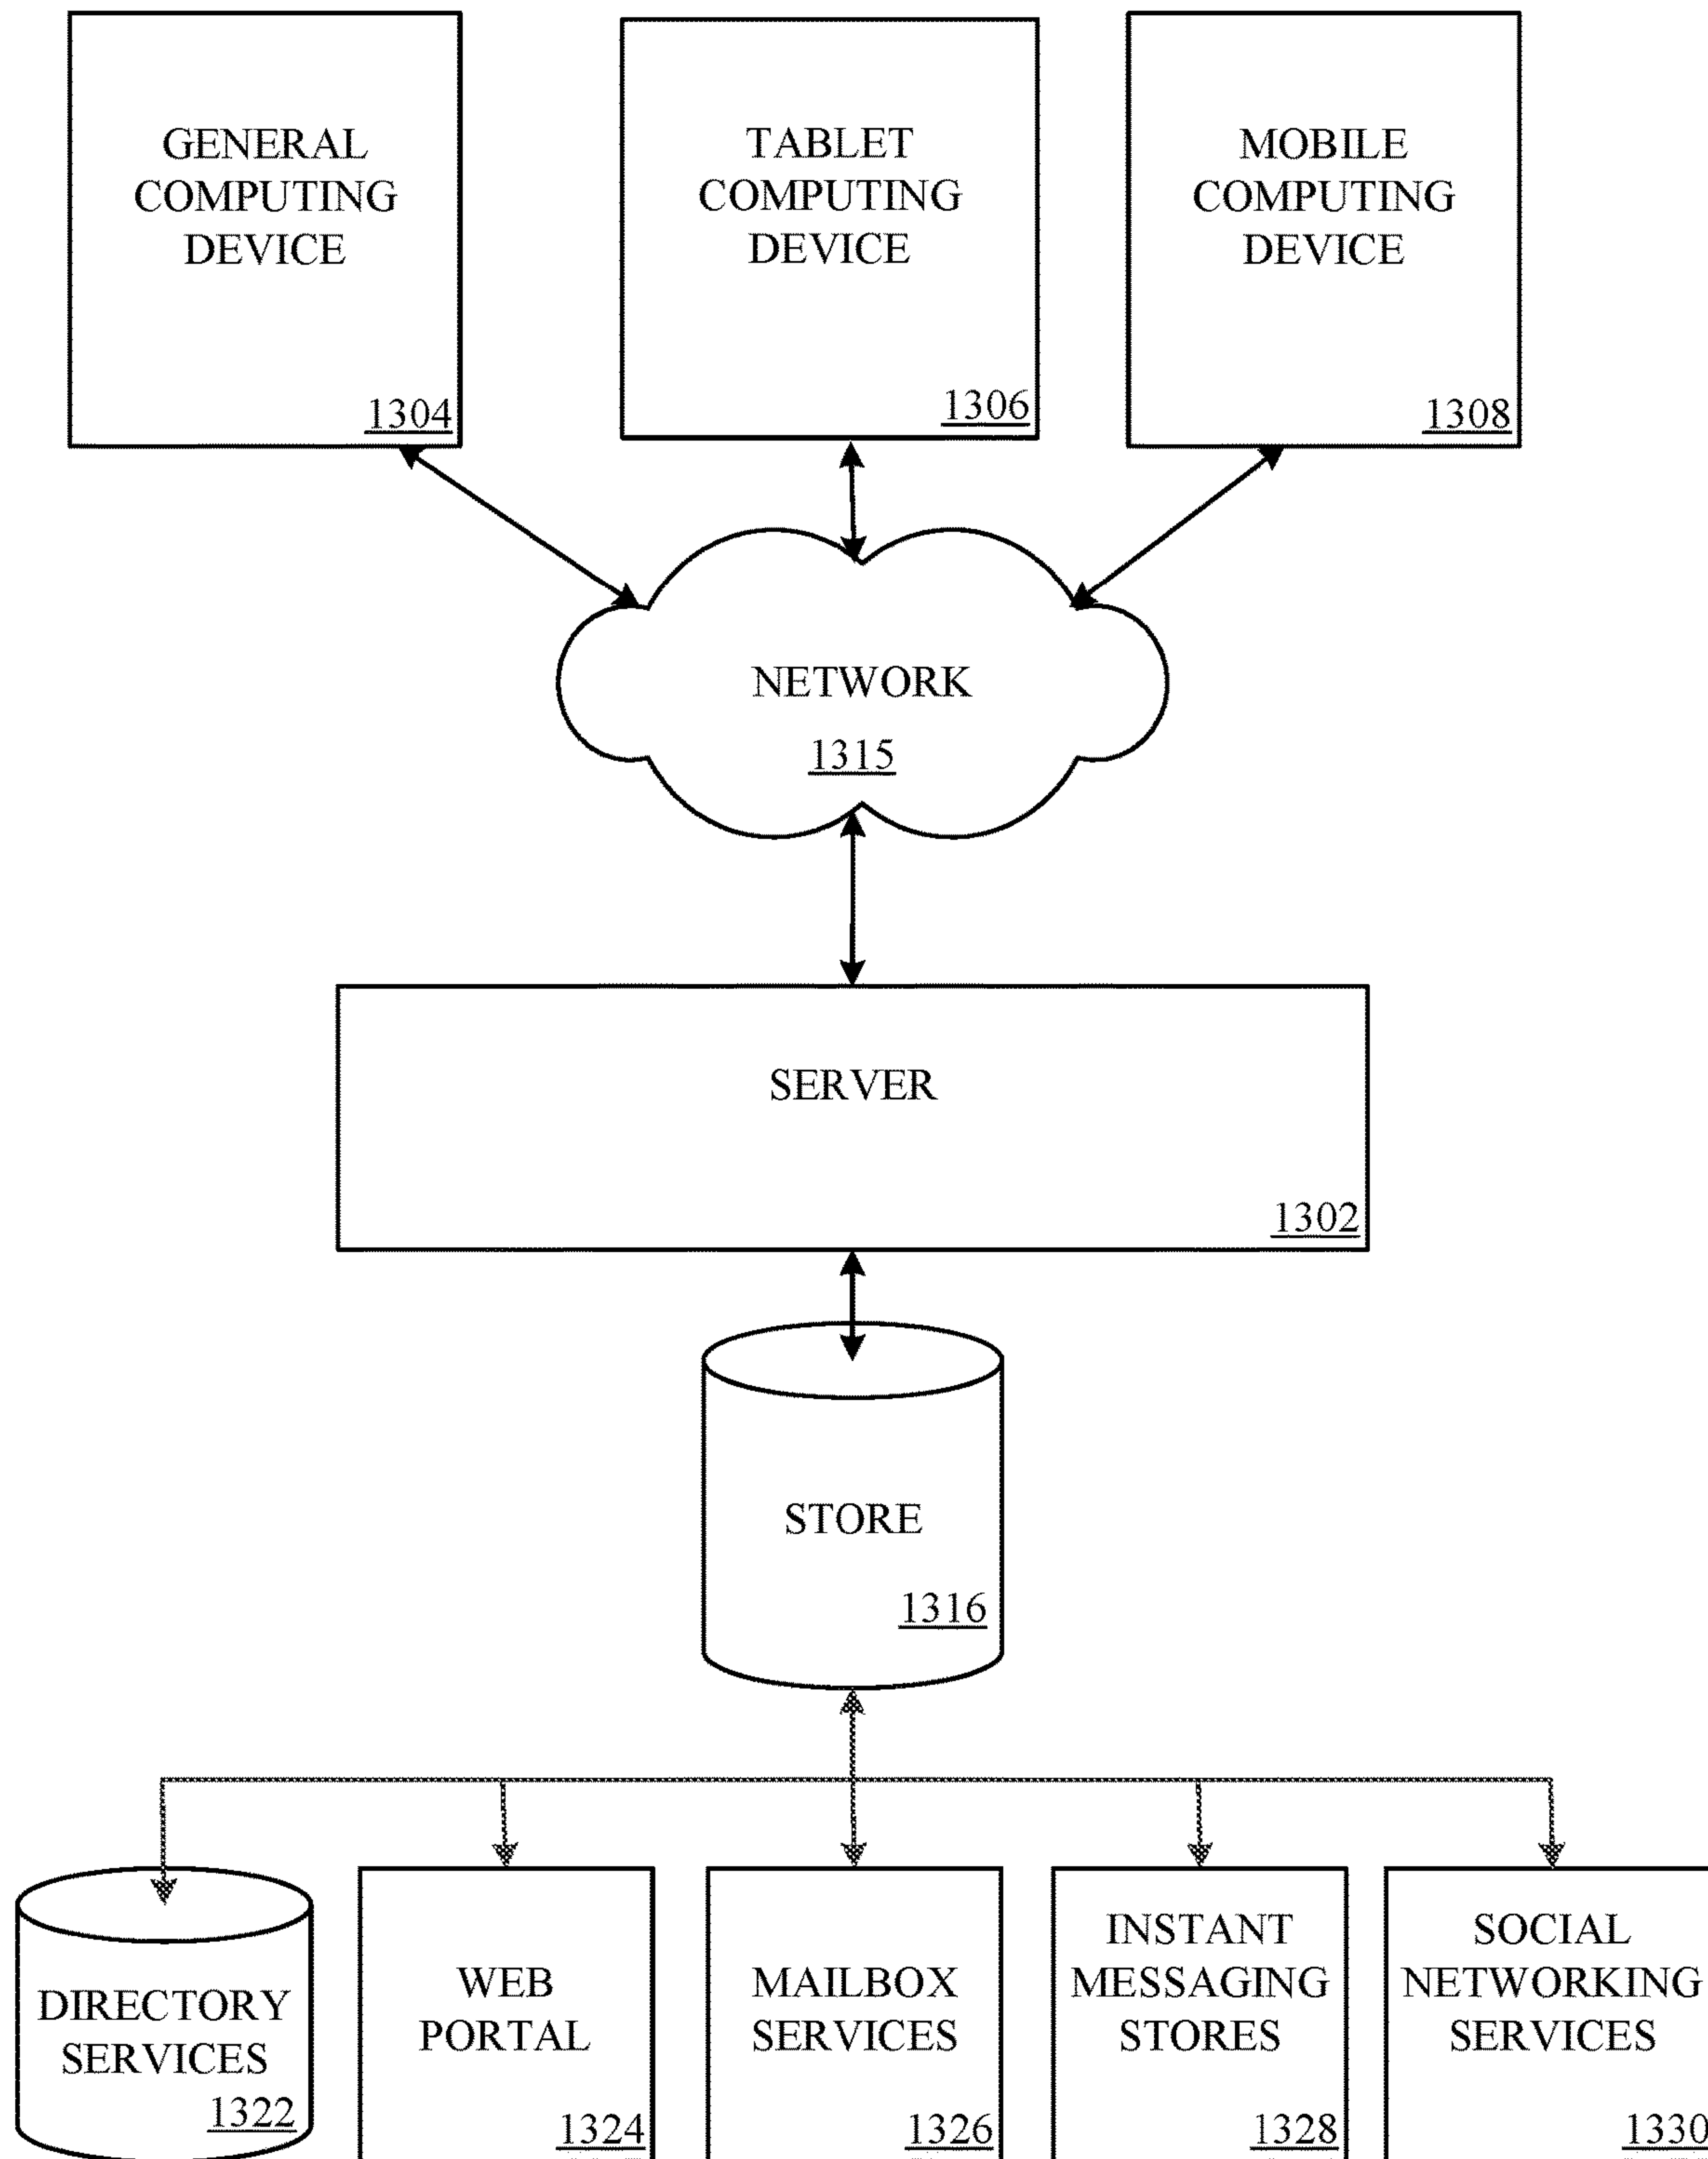 GENERAL
COMPUTING
DEVICE
1304
TABLET
COMPUTING
DEVICE
1306
MOBILE
COMPUTING
DEVICE
1308
NETWORK
1315
SERVER
1302
STORE
1316
DIRECTORY
SERVICES
1322
WEB
PORTAL
1324
MAILBOX
SERVICES
1326
INSTANT
MESSAGING
STORES
1328
SOCIAL
NETWORKING
SERVICES
1330